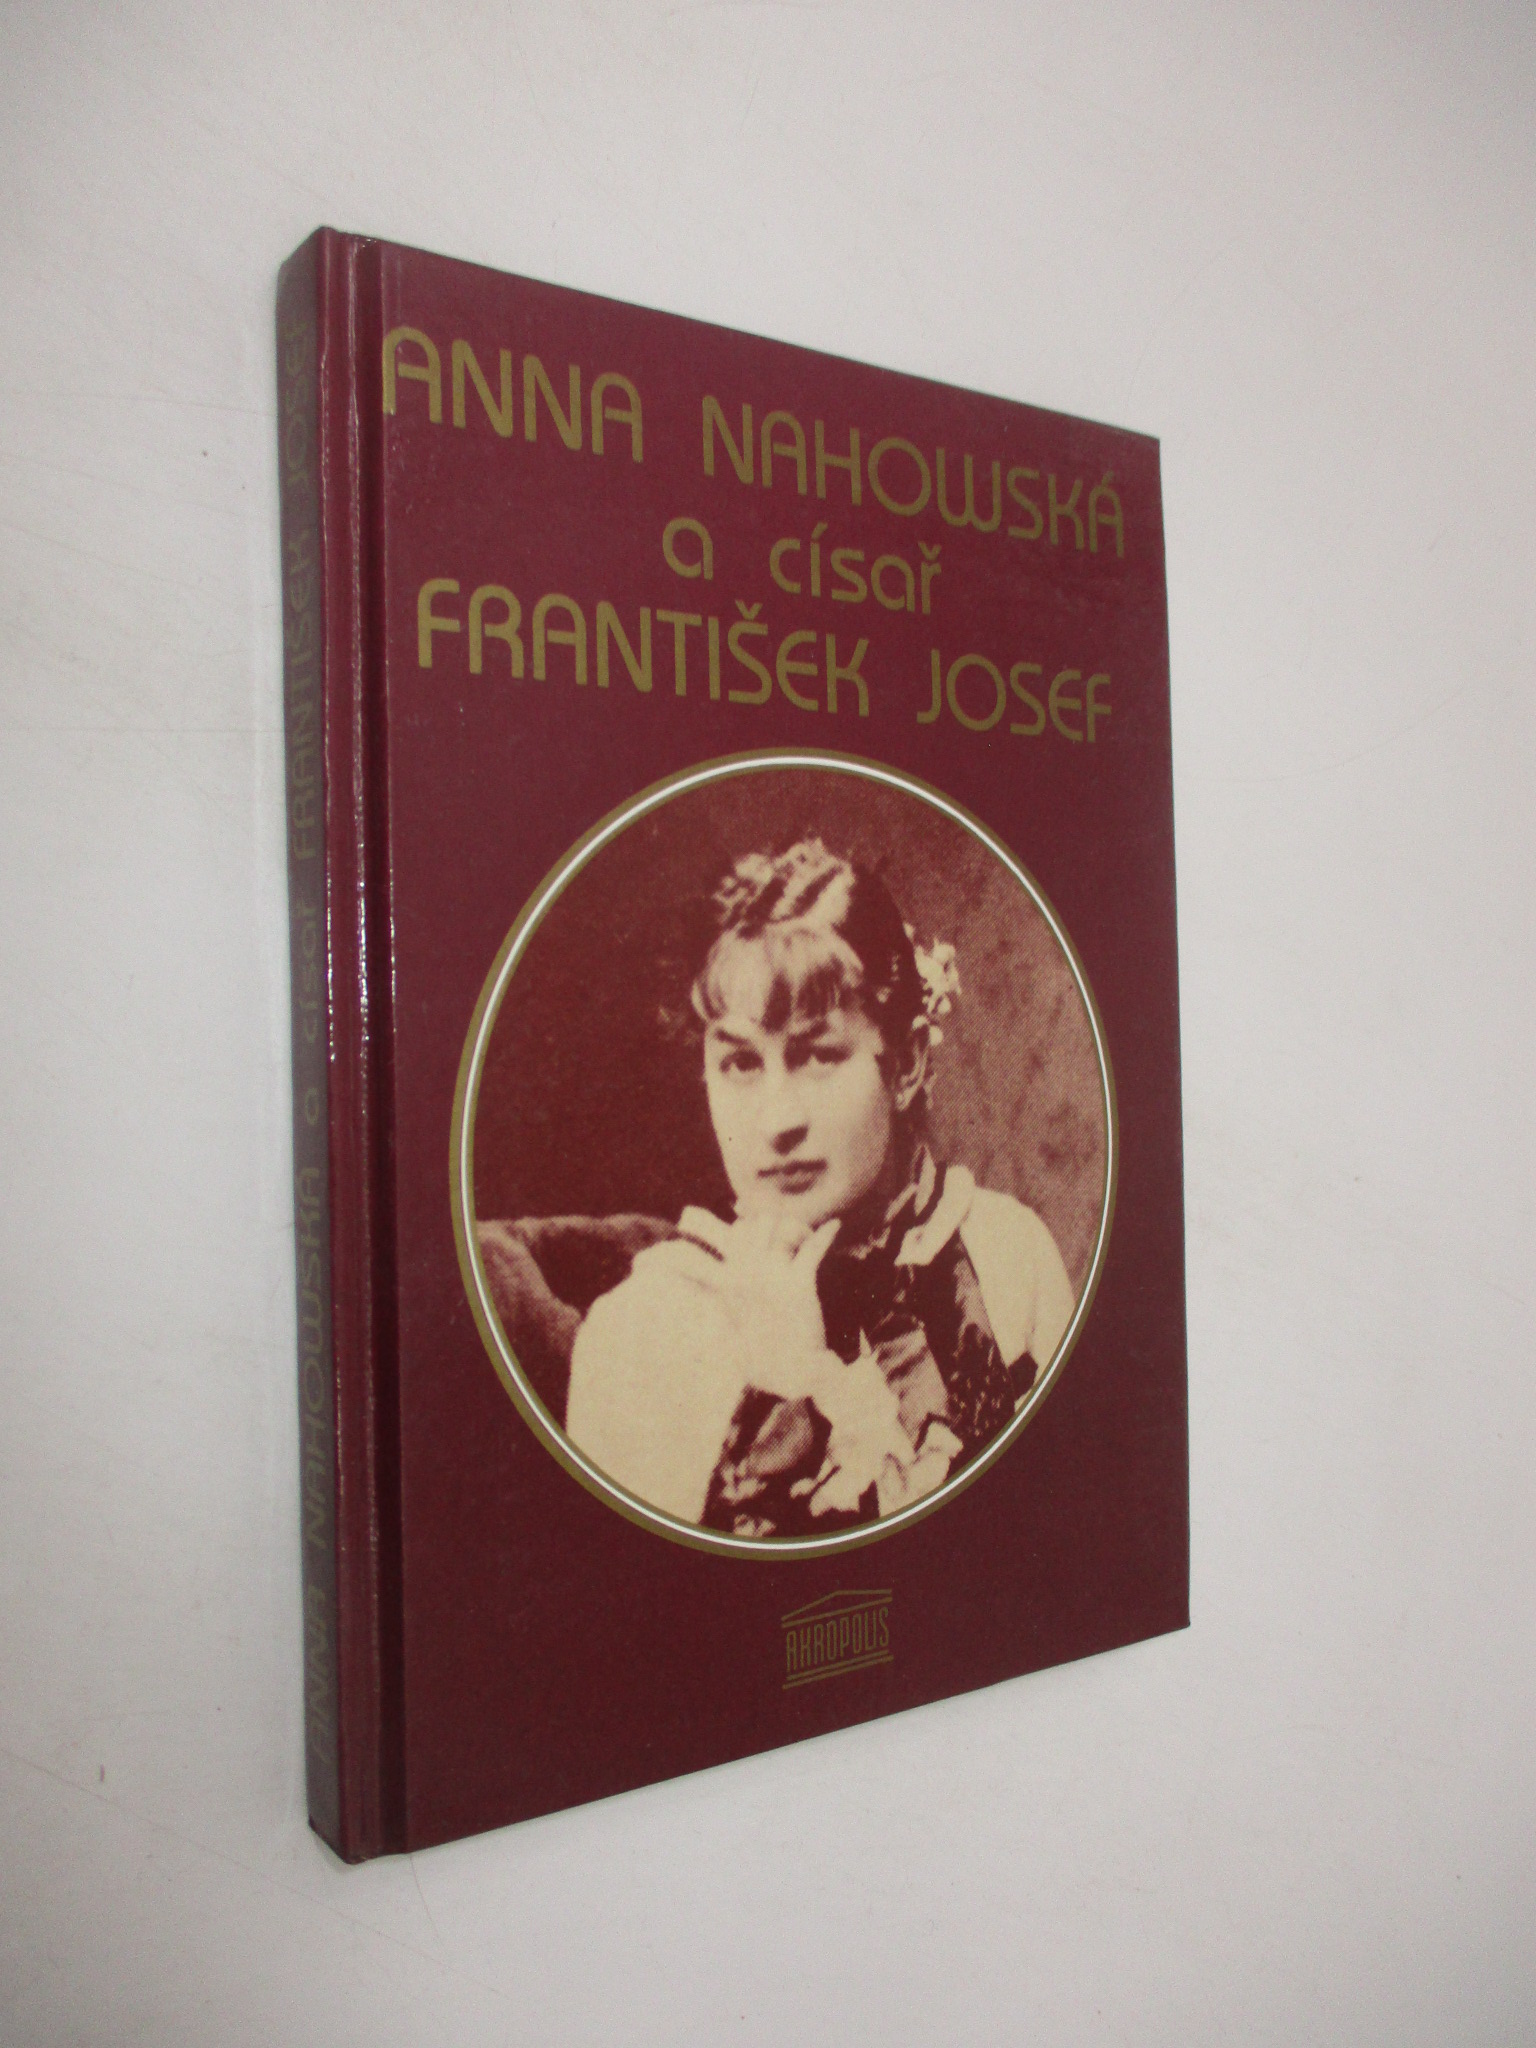 ANNA NAHOWSKÁ
a císař
FRANTIŠEK JOSEF
AKROPOLIS
ANNA NAHOWSKÁ a císař FRANTIŠEK JOSEF